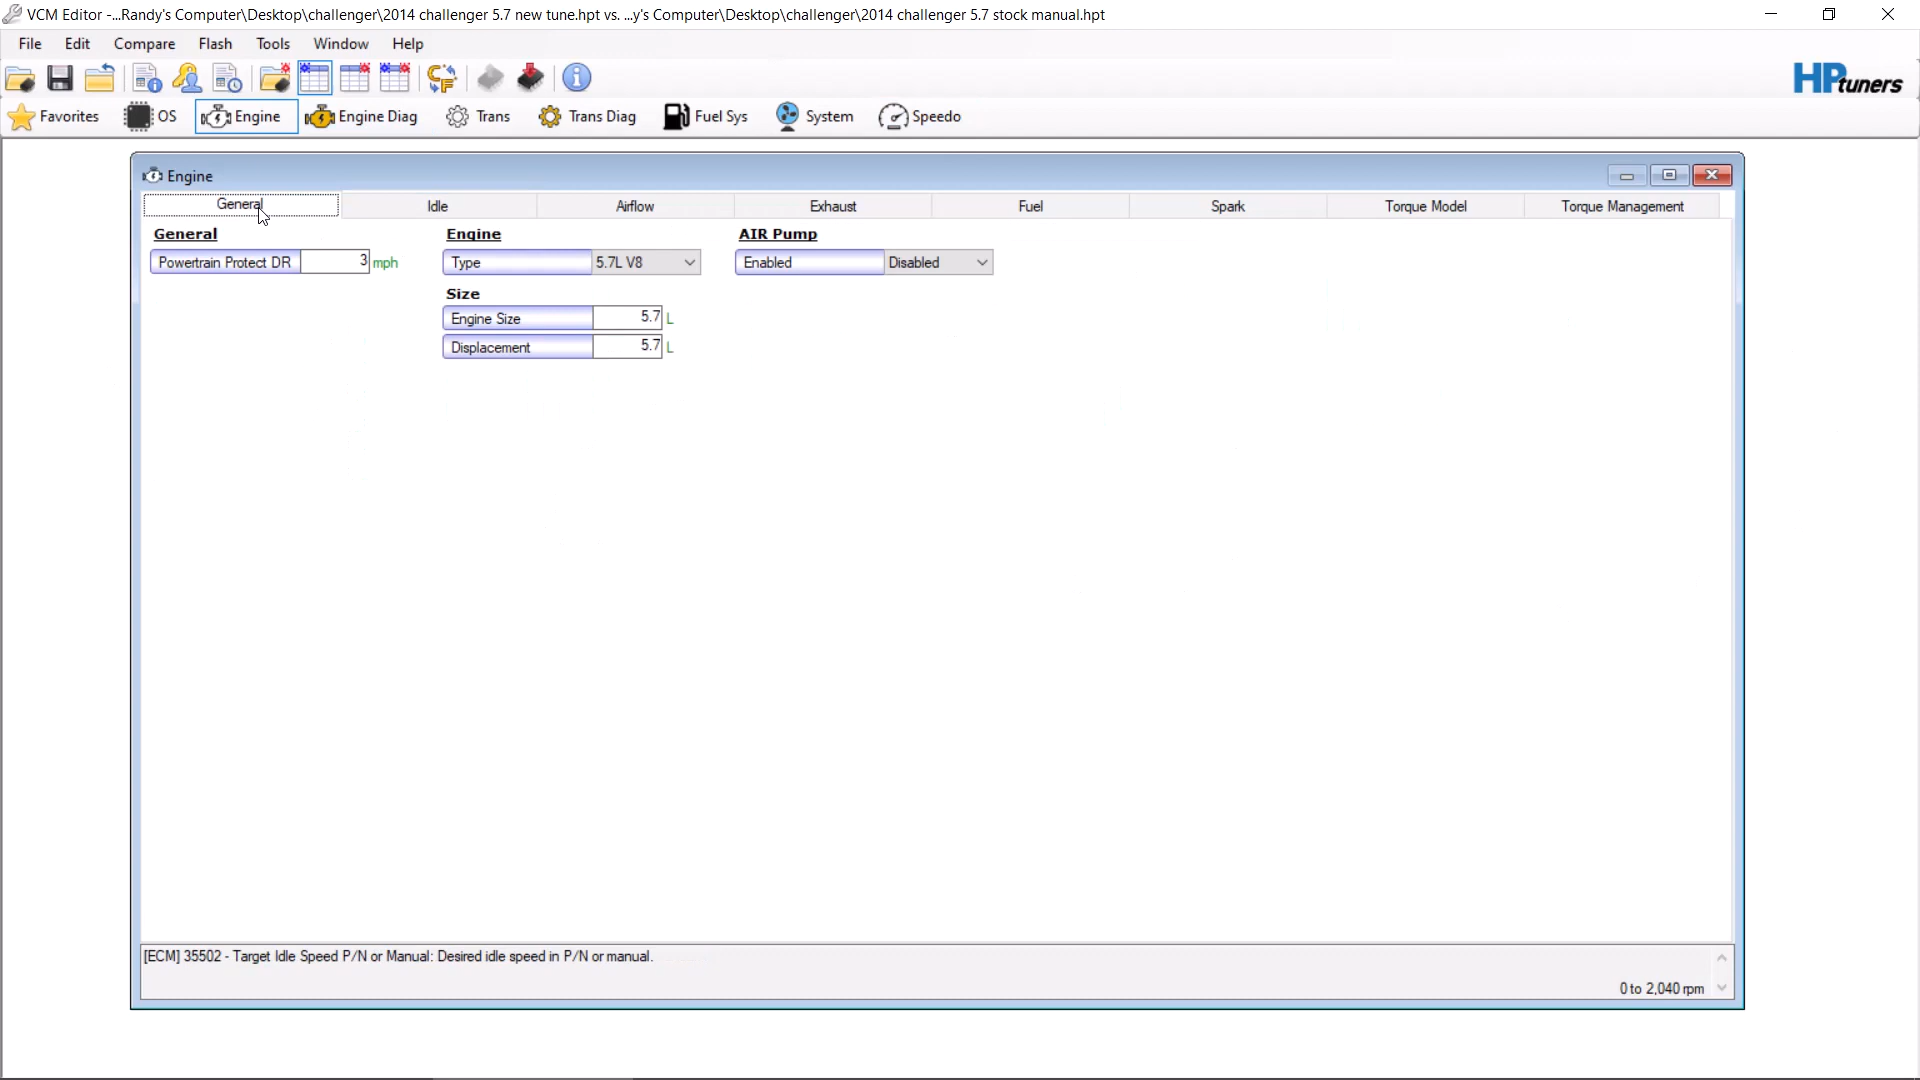 VCM Editor -...Randy's Computer\Desktop\challenger\2014 challenger 5.7 new tune.hpt vs. ...y's Computer\Desktop\challenger\2014 challenger 5.7 stock manual.hpt
File Edit Compare Flash Tools Window Help
HPtuners
Favorites OS Engine Engine Diag Trans Trans Diag Fuel Sys System Speedo
Engine
General Idle Airflow Exhaust Fuel Spark Torque Model Torque Management
General Engine AIR Pump
Powertrain Protect DR 3 mph Type 5.7L V8 Enabled Disabled
Size
Engine Size 5.7 L
Displacement 5.7 L
[ECM] 35502 - Target Idle Speed P/N or Manual: Desired idle speed in P/N or manual.
0 to 2,040 rpm